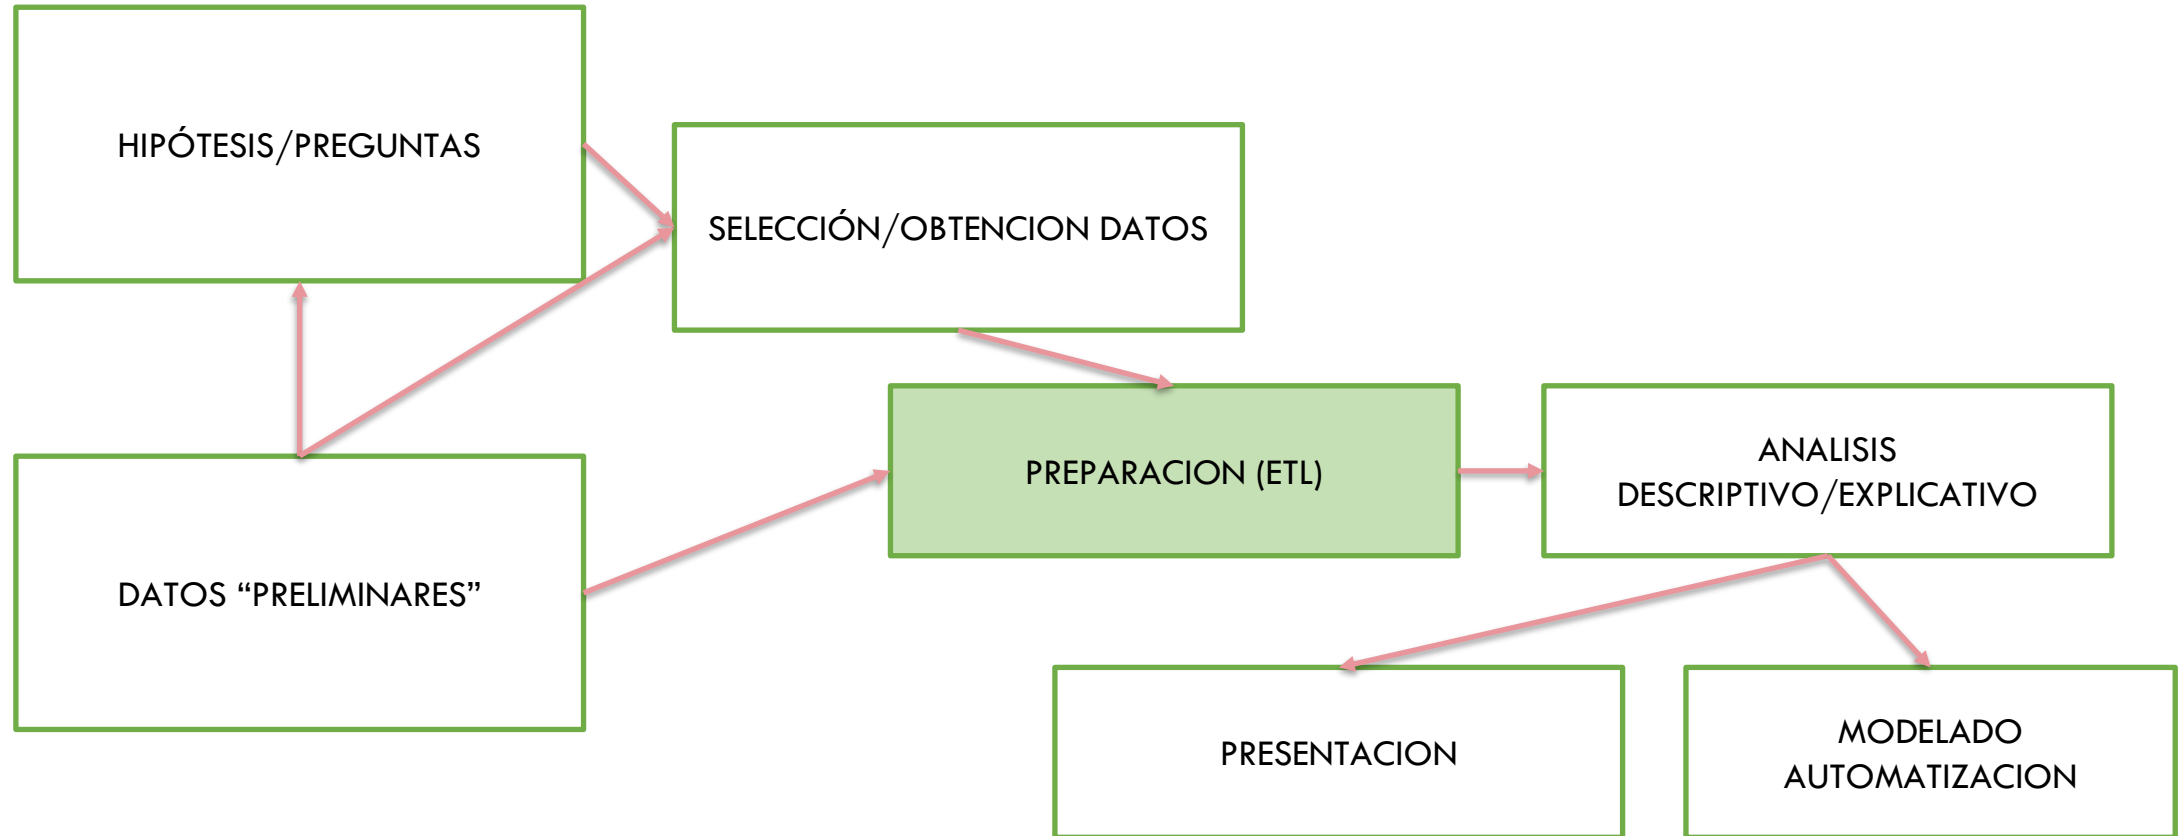 HIPÓTESIS/PREGUNTAS
SELECCIÓN/OBTENCION DATOS
DATOS “PRELIMINARES”
PREPARACION (ETL)
ANALISIS
DESCRIPTIVO/EXPLICATIVO
PRESENTACION
MODELADO
AUTOMATIZACION